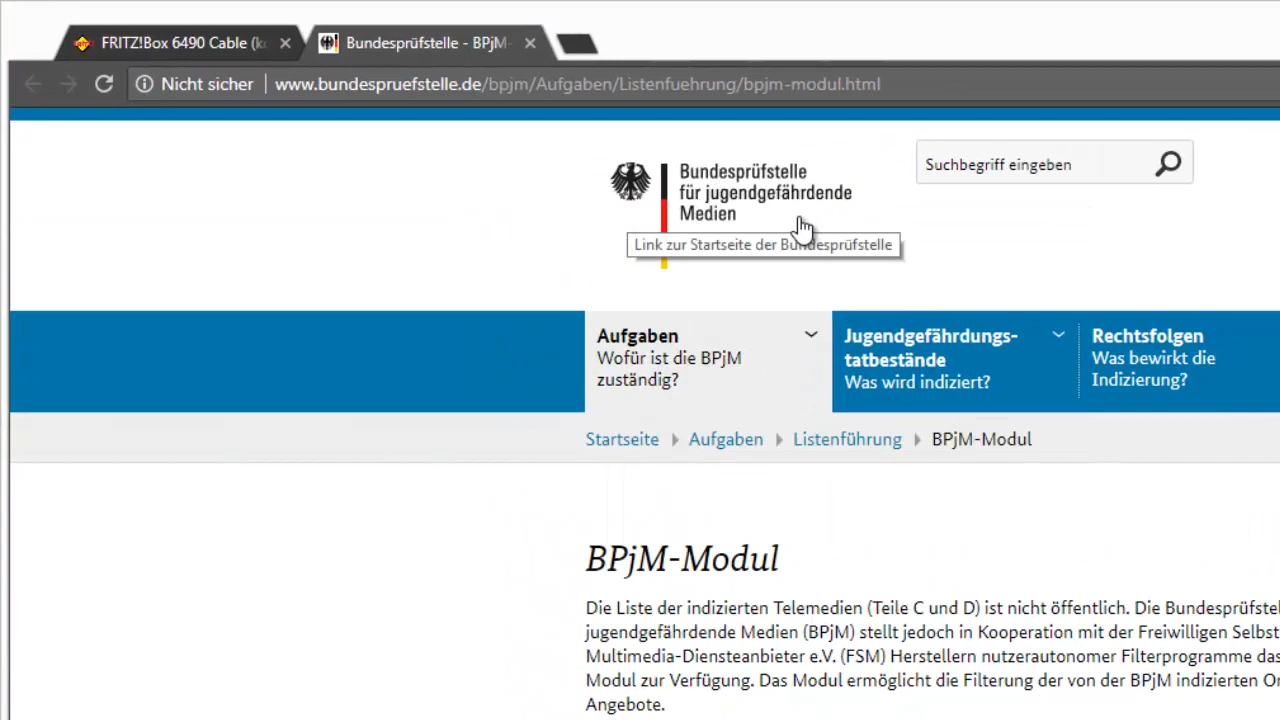 FRITZ!Box 6490 Cable
Bundesprüfstelle - BPjM-
Nicht sicher
www.bundespruefstelle.de/bpjm/Aufgaben/Listenfuehrung/bpjm-modul.html
Bundesprüfstelle
für jugendgefährdende
Medien
Suchbegriff eingeben
Link zur Startseite der Bundesprüfstelle
Aufgaben
Wofür ist die BPjM
zuständig?
Jugendgefährdungs-
tatbestände
Was wird indiziert?
Rechtsfolgen
Was bewirkt die
Indizierung?
Startseite Aufgaben Listenführung BPjM-Modul
BPjM-Modul
Die Liste der indizierten Telemedien (Teile C und D) ist nicht öffentlich. Die Bundesprüfstel
jugendgefährdende Medien (BPjM) stellt jedoch in Kooperation mit der Freiwilligen Selbst
Multimedia-Diensteanbieter e.V. (FSM) Herstellern nutzerautonomer Filterprogramme das
Modul zur Verfügung. Das Modul ermöglicht die Filterung der von der BPjM indizierten
Angebote.